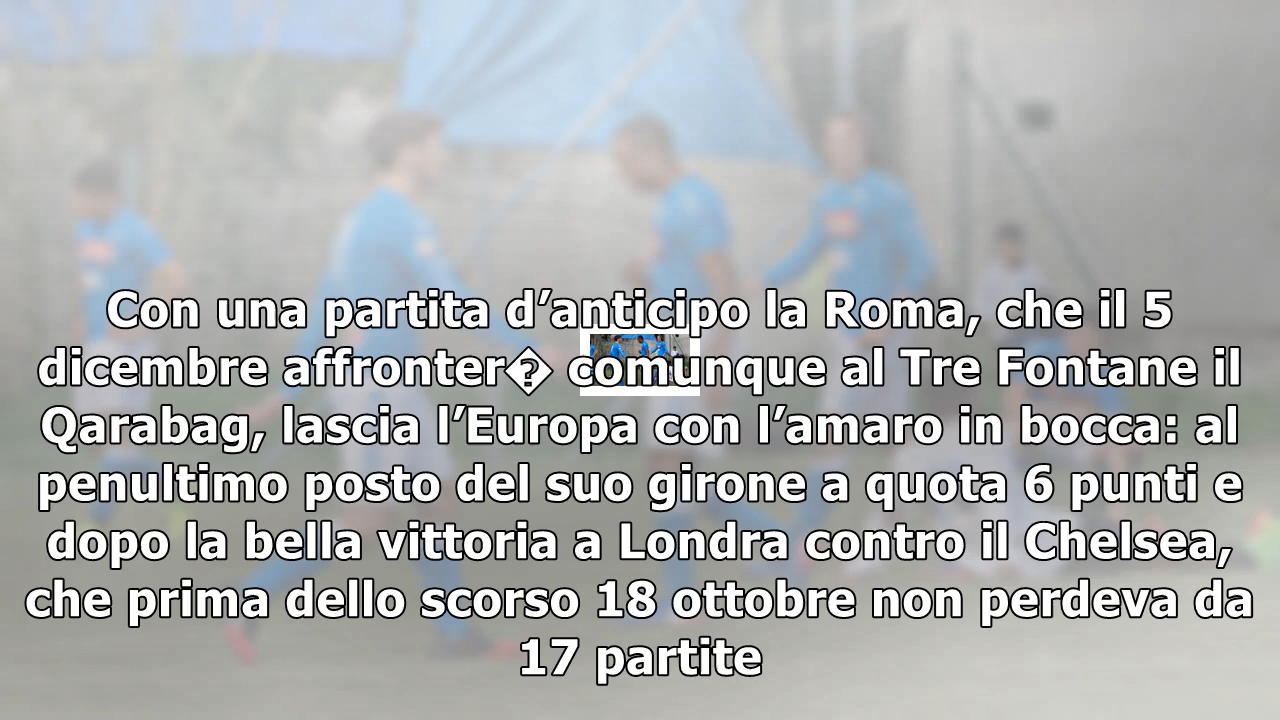 Con una partita d’anticipo la Roma, che il 5
dicembre affronter� comunque al Tre Fontane il
Qarabag, lascia l’Europa con l’amaro in bocca: al
penultimo posto del suo girone a quota 6 punti e
dopo la bella vittoria a Londra contro il Chelsea,
che prima dello scorso 18 ottobre non perdeva da
17 partite